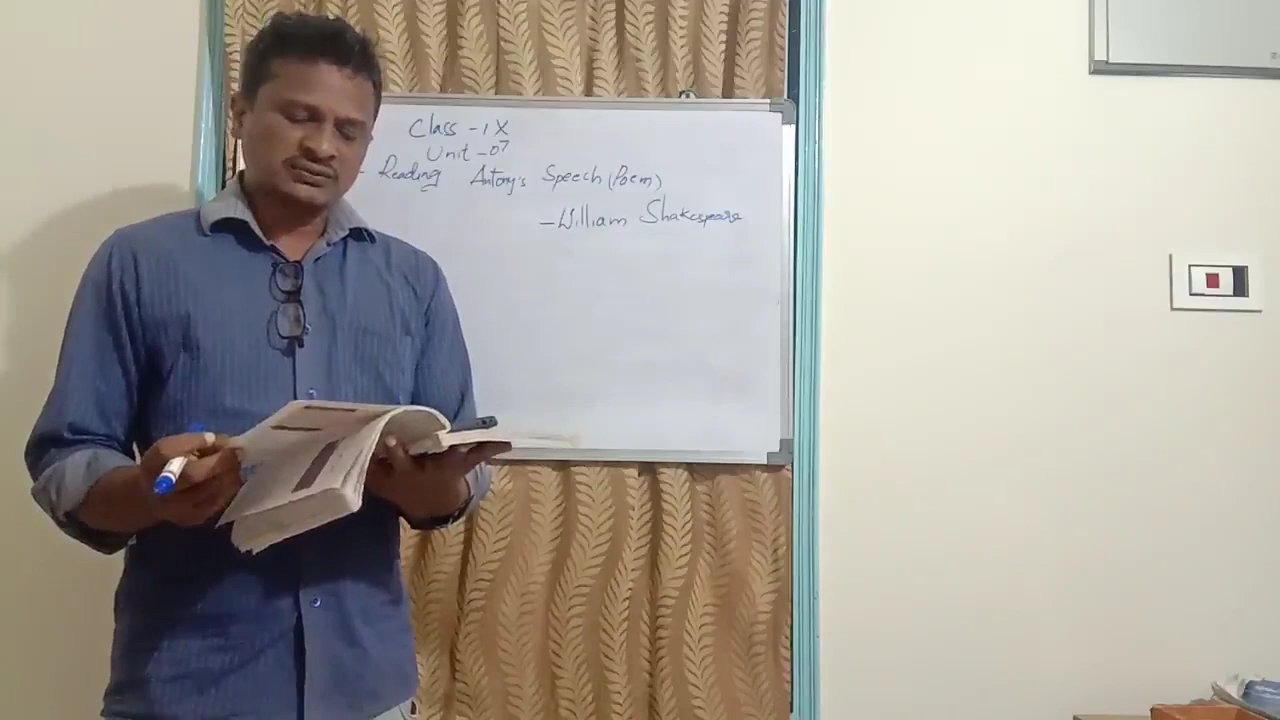 Class - IX
Unit - 07
- Reading Antony's Speech (Poem)
- William Shakespeare